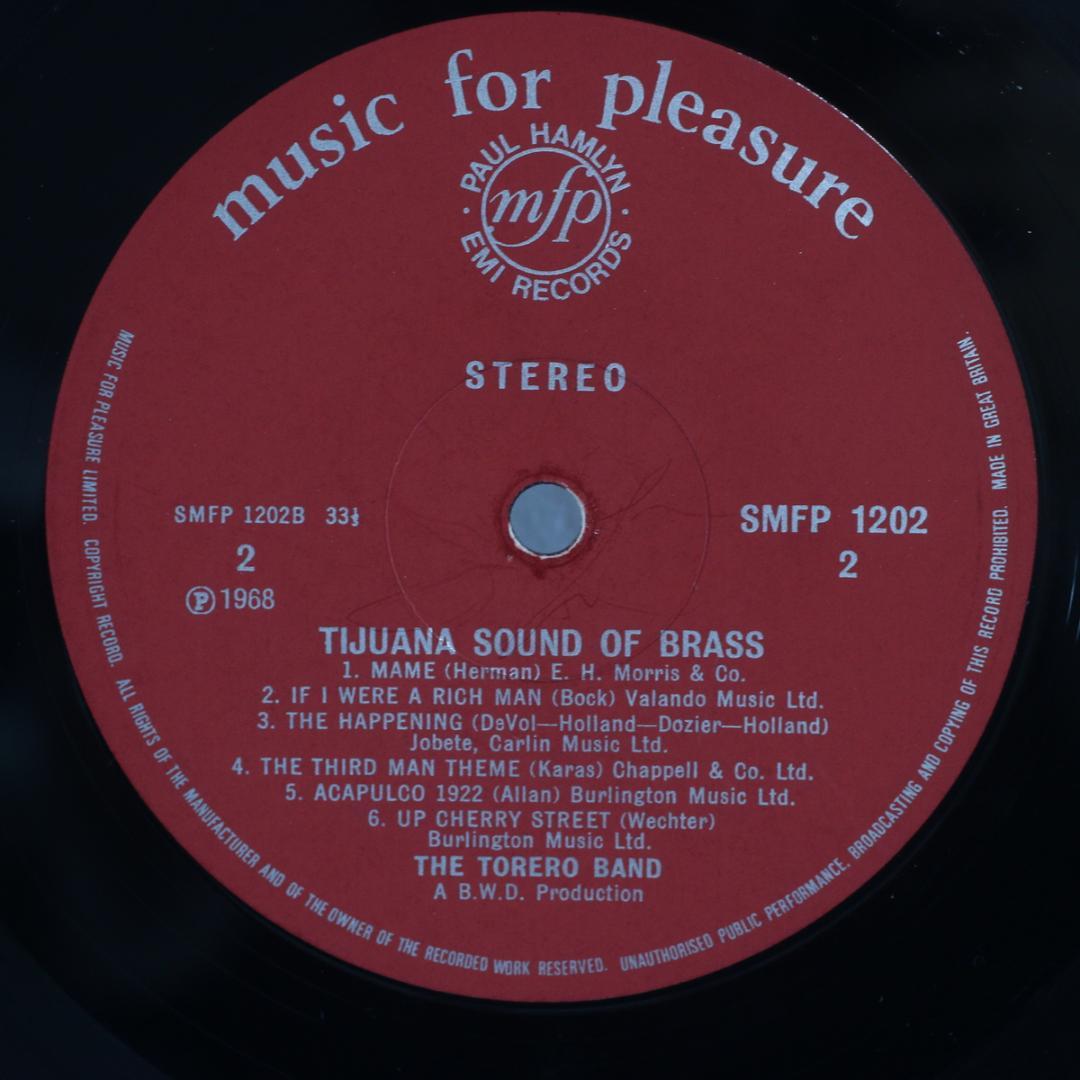 music for pleasure
PAUL HAMLYN
mfp
EMI RECORDS
STEREO
SMFP 1202B 33⅓
2
Ⓟ 1968
SMFP 1202
2
TIJUANA SOUND OF BRASS
1. MAME (Herman) E. H. Morris & Co.
2. IF I WERE A RICH MAN (Bock) Valando Music Ltd.
3. THE HAPPENING (DeVol—Holland—Dozier—Holland)
Jobete, Carlin Music Ltd.
4. THE THIRD MAN THEME (Karas) Chappell & Co. Ltd.
5. ACAPULCO 1922 (Allan) Burlington Music Ltd.
6. UP CHERRY STREET (Wechter)
Burlington Music Ltd.
THE TORERO BAND
A B.W.D. Production
MUSIC FOR PLEASURE LIMITED. COPYRIGHT RECORD. ALL RIGHTS OF THE MANUFACTURER AND OF THE OWNER OF THE RECORDED WORK RESERVED. UNAUTHORISED PUBLIC PERFORMANCE, BROADCASTING AND COPYING OF THIS RECORD PROHIBITED. MADE IN GREAT BRITAIN.